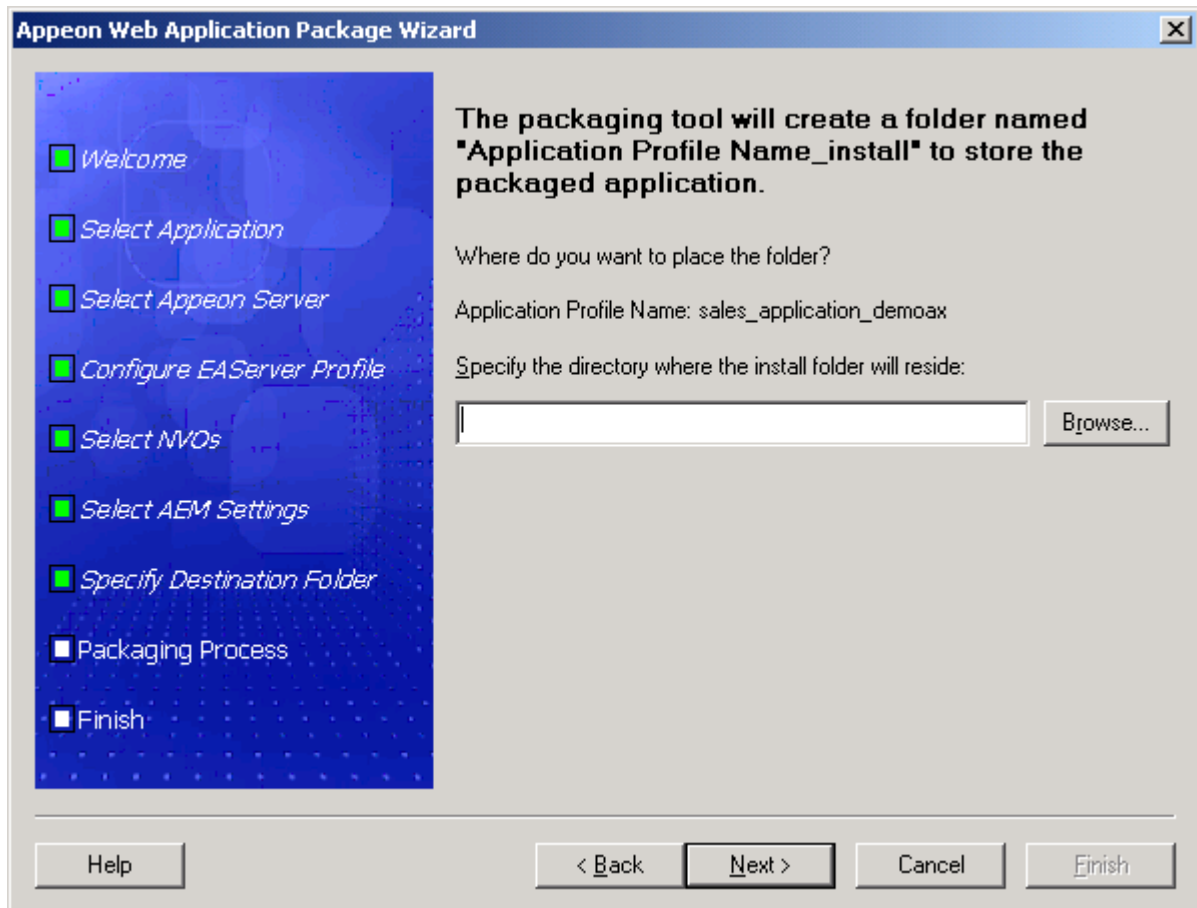 Appeon Web Application Package Wizard
Welcome
Select Application
Select Appeon Server
Configure EAServer Profile
Select NVOs
Select AEM Settings
Specify Destination Folder
Packaging Process
Finish
The packaging tool will create a folder named
"Application Profile Name_install" to store the
packaged application.
Where do you want to place the folder?
Application Profile Name: sales_application_demoax
Specify the directory where the install folder will reside:
Browse...
Help
< Back
Next >
Cancel
Finish